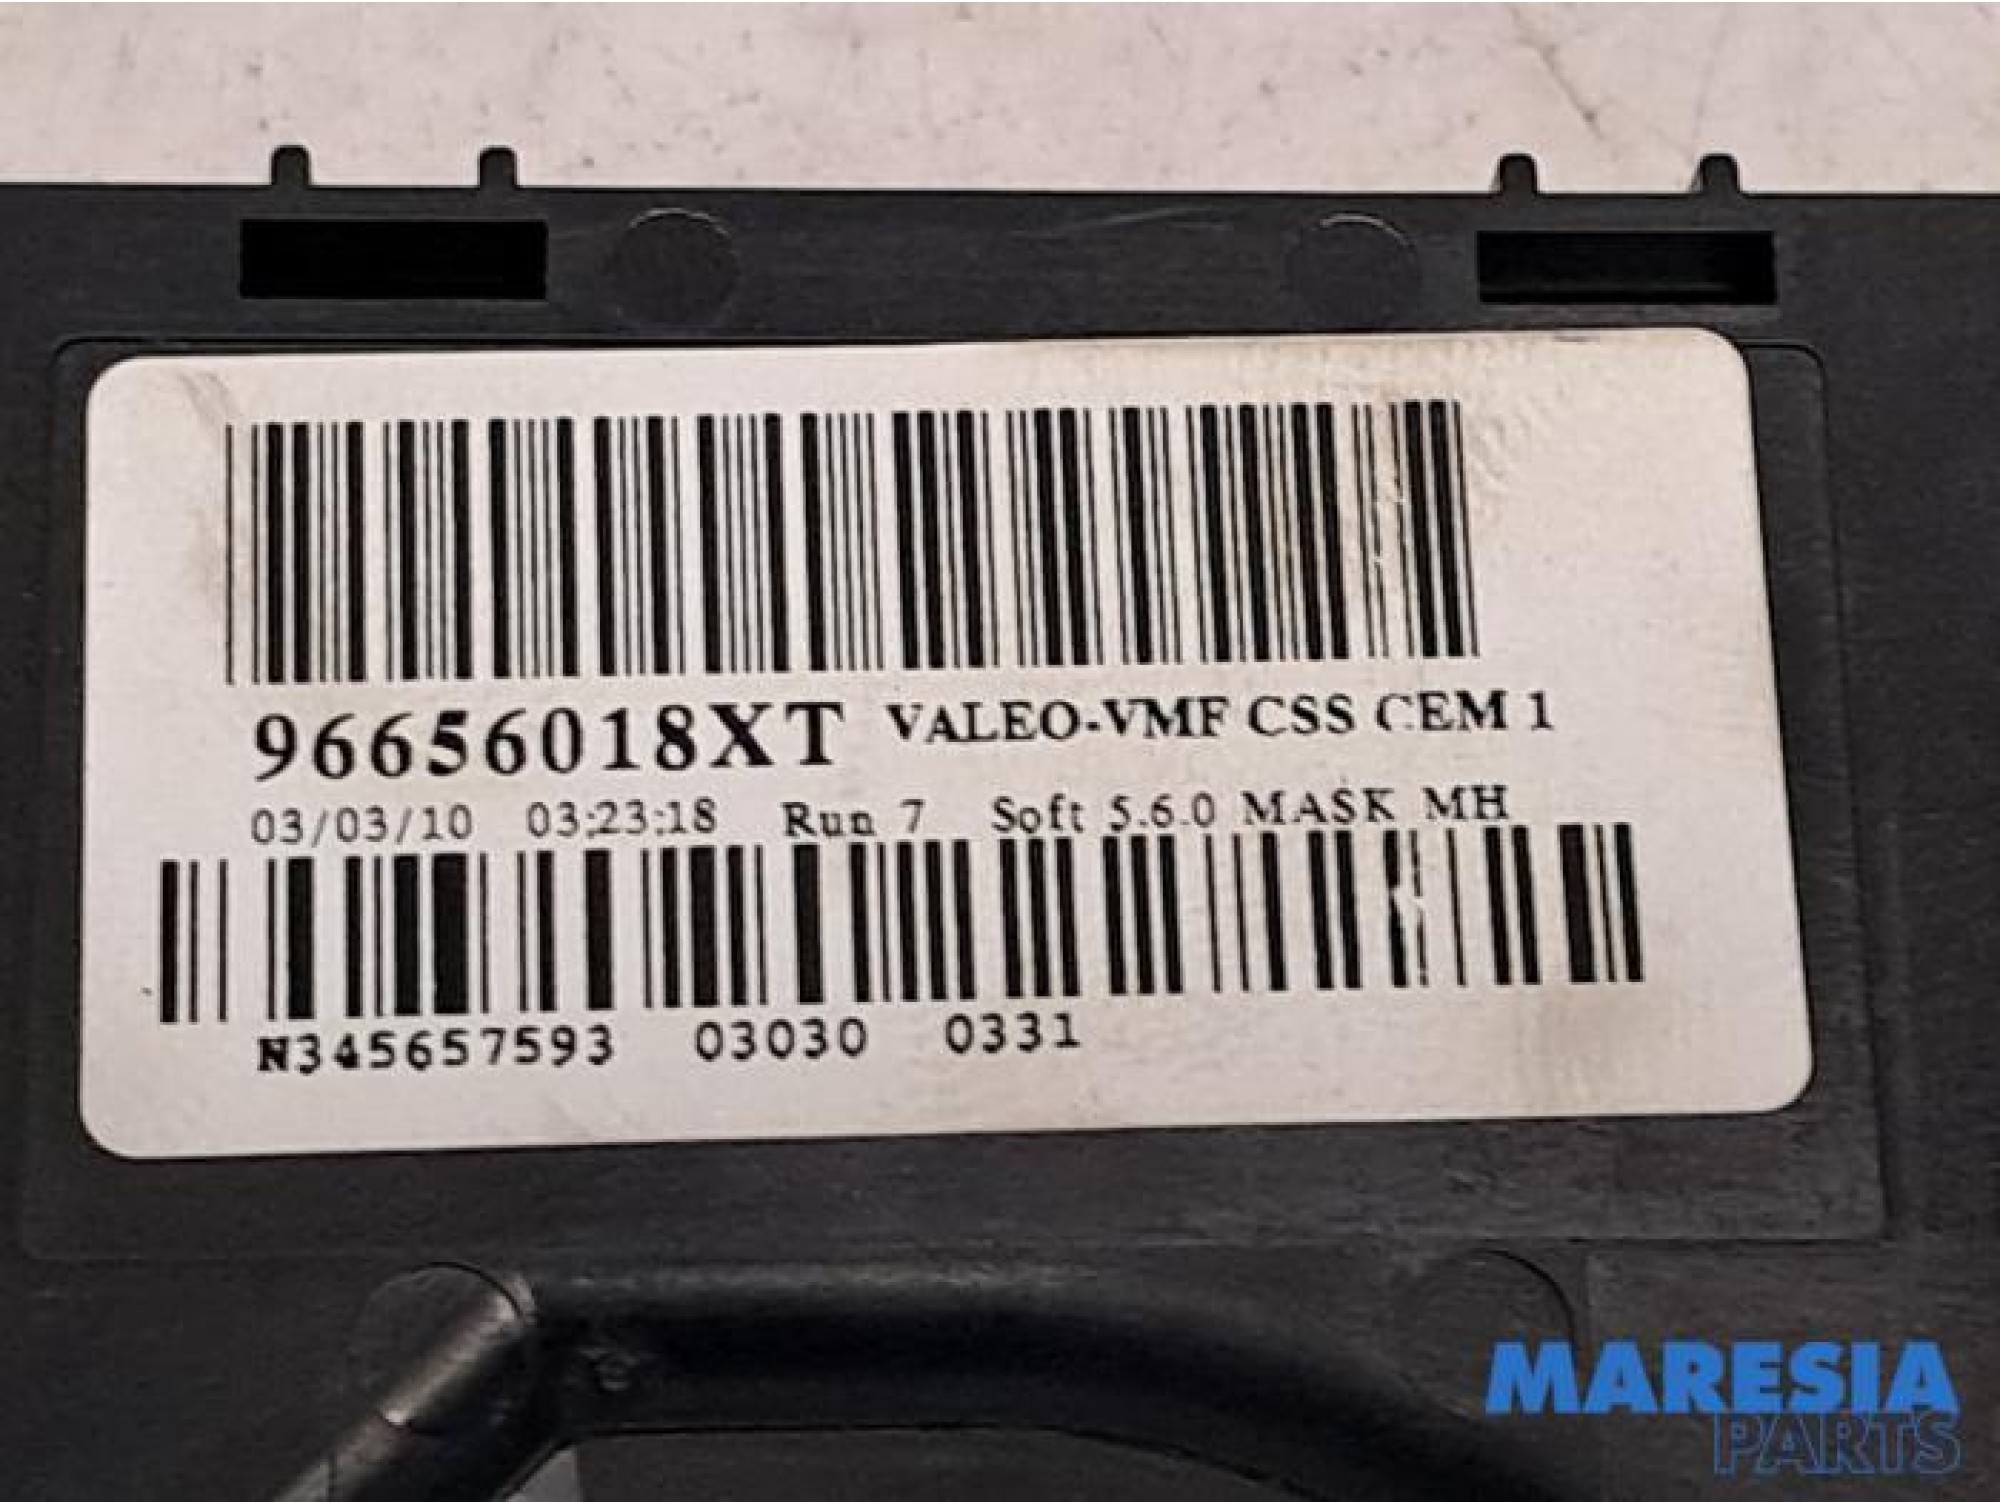 96656018XT VALEO-VMF CSS CEM 1
03/03/10 03:23:18 Run 7 Soft 5.6.0 MASK MH
N345657593 03030 0331
MARESIA
PARTS